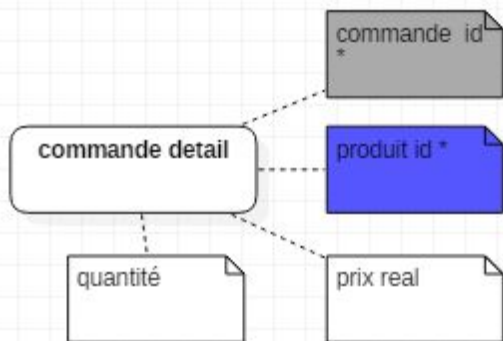 commande id
*
commande detail
produit id *
quantité
prix real